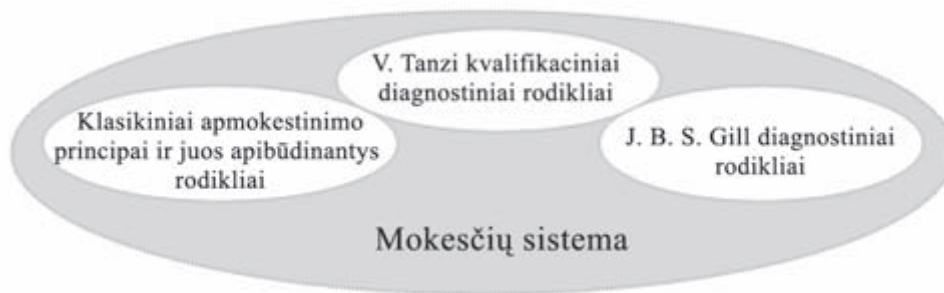 V. Tanzi kvalifikaciniai
diagnostiniai rodikliai
Klasikiniai apmokestinimo
principai ir juos apibūdinantys
rodikliai
J. B. S. Gill diagnostiniai
rodikliai
Mokesčių sistema